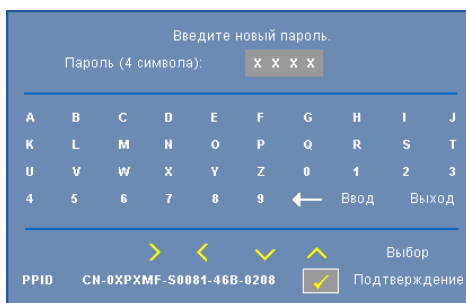 Введите новый пароль.
Пароль (4 символа): X X X X
A B C D E F G H I J
K L M N O P Q R S T
U V W X Y Z 0 1 2 3
4 5 6 7 8 9 Ввод Выход
Выбор
PPID CN-0XPXMF-S0081-46B-0208 Подтверждение